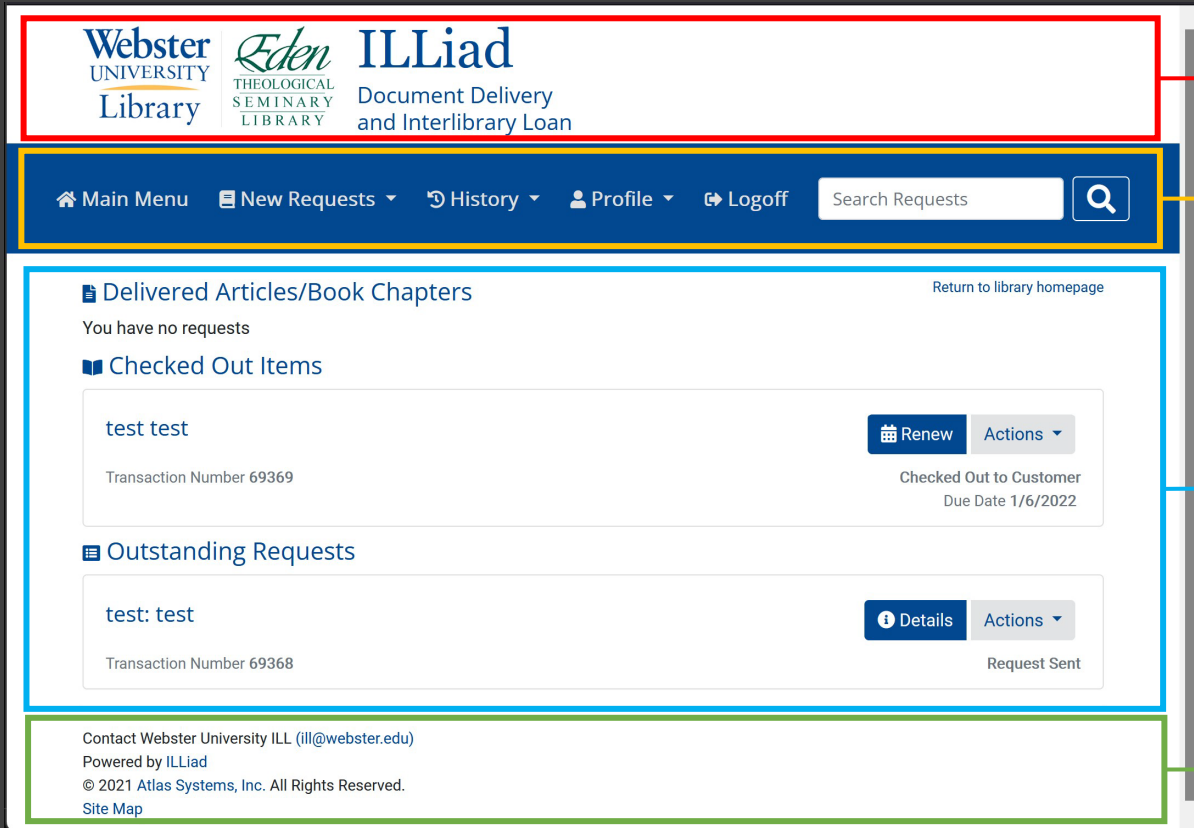 Webster
UNIVERSITY
Library
Eden
THEOLOGICAL
SEMINARY
LIBRARY
ILLiad
Document Delivery
and Interlibrary Loan
Main Menu New Requests History Profile Logoff Search Requests
Delivered Articles/Book Chapters Return to library homepage
You have no requests
Checked Out Items
test test Renew Actions
Transaction Number 69369 Checked Out to Customer
Due Date 1/6/2022
Outstanding Requests
test: test Details Actions
Transaction Number 69368 Request Sent
Contact Webster University ILL (ill@webster.edu)
Powered by ILLiad
© 2021 Atlas Systems, Inc. All Rights Reserved.
Site Map